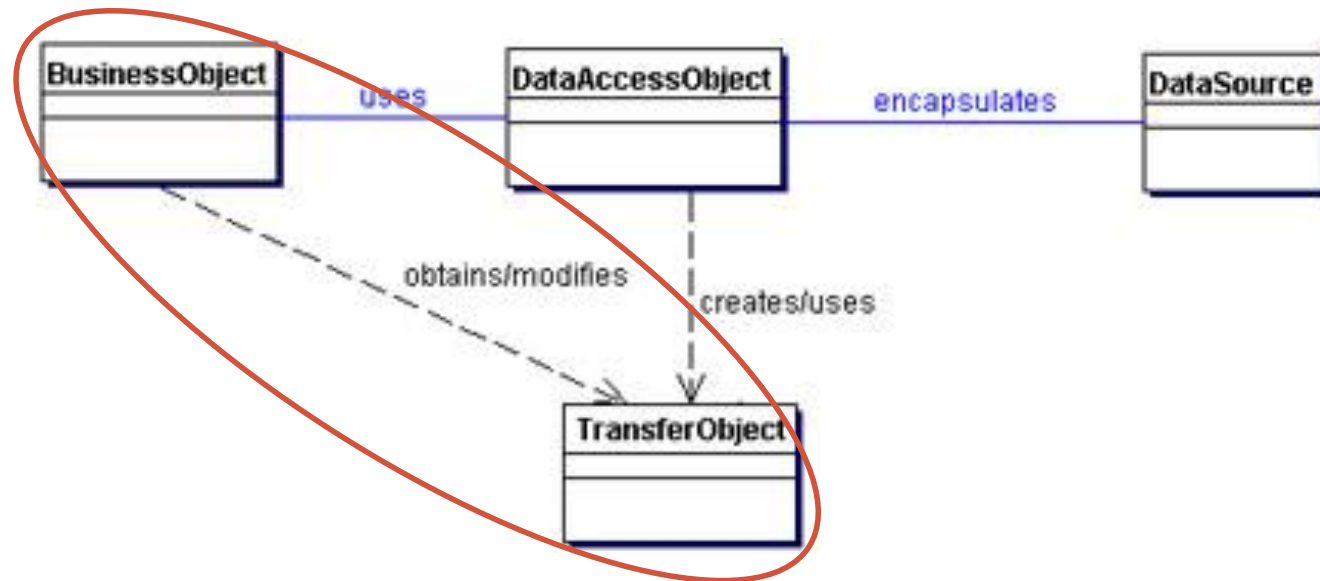 BusinessObject
uses
DataAccessObject
encapsulates
DataSource
obtains/modifies
creates/uses
TransferObject